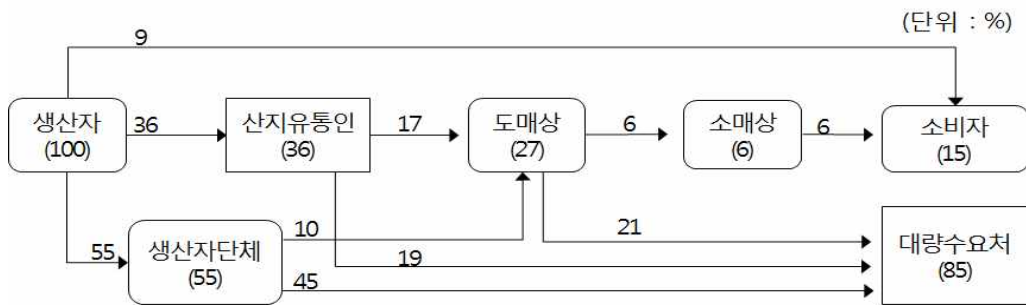 (단위 : %)
9
생산자
(100)
36
산지유통인
(36)
17
도매상
(27)
6
소매상
(6)
6
소비자
(15)
55
생산자단체
(55)
10
19
45
21
대량수요처
(85)